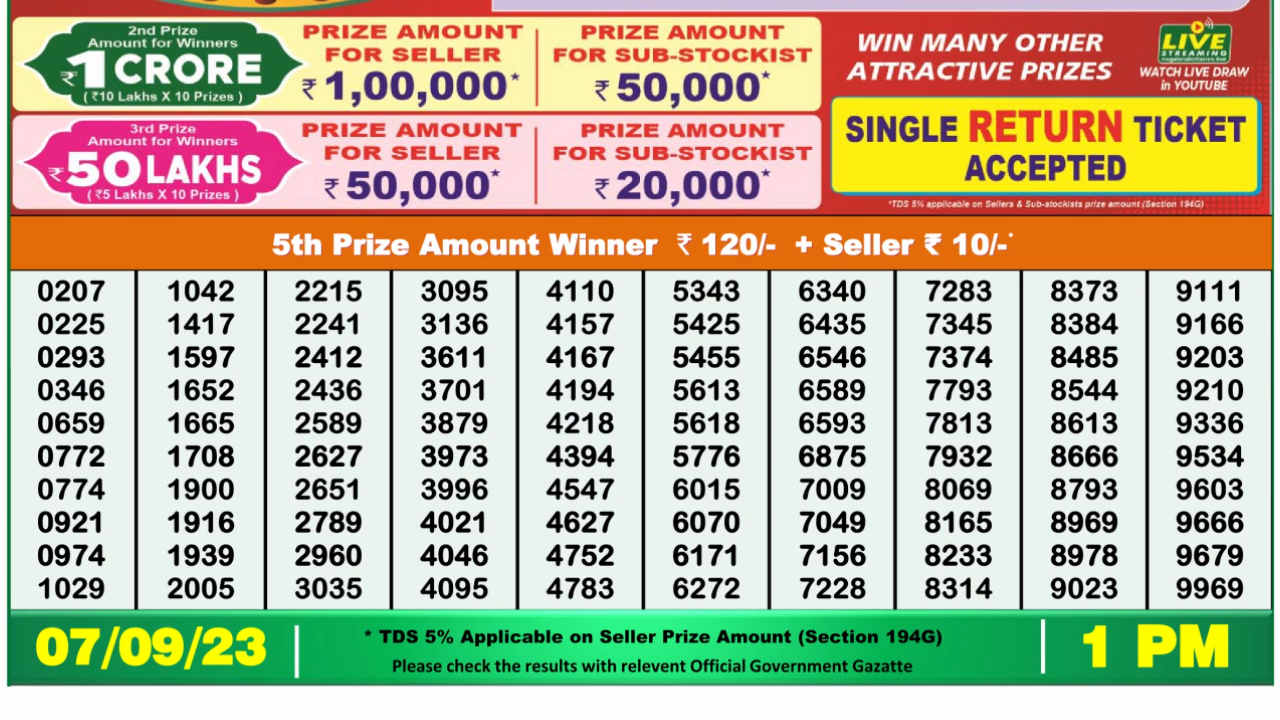 2nd Prize
Amount for Winners
₹1 CRORE
( ₹10 Lakhs X 10 Prizes )
PRIZE AMOUNT
FOR SELLER
₹ 1,00,000*
PRIZE AMOUNT
FOR SUB-STOCKIST
₹ 50,000*
3rd Prize
Amount for Winners
₹50 LAKHS
( ₹5 Lakhs X 10 Prizes )
PRIZE AMOUNT
FOR SELLER
₹ 50,000*
PRIZE AMOUNT
FOR SUB-STOCKIST
₹ 20,000*
WIN MANY OTHER
ATTRACTIVE PRIZES
LIVE
STREAMING
WATCH LIVE DRAW
in YOUTUBE
SINGLE RETURN TICKET
ACCEPTED
*TDS 5% applicable on Sellers & Sub-stockists prize amount (Section 194G)
5th Prize Amount Winner ₹ 120/- + Seller ₹ 10/-*
0207 1042 2215 3095 4110 5343 6340 7283 8373 9111
0225 1417 2241 3136 4157 5425 6435 7345 8384 9166
0293 1597 2412 3611 4167 5455 6546 7374 8485 9203
0346 1652 2436 3701 4194 5613 6589 7793 8544 9210
0659 1665 2589 3879 4218 5618 6593 7813 8613 9336
0772 1708 2627 3973 4394 5776 6875 7932 8666 9534
0774 1900 2651 3996 4547 6015 7009 8069 8793 9603
0921 1916 2789 4021 4627 6070 7049 8165 8969 9666
0974 1939 2960 4046 4752 6171 7156 8233 8978 9679
1029 2005 3035 4095 4783 6272 7228 8314 9023 9969
07/09/23
* TDS 5% Applicable on Seller Prize Amount (Section 194G)
Please check the results with relevent Official Government Gazatte
1 PM